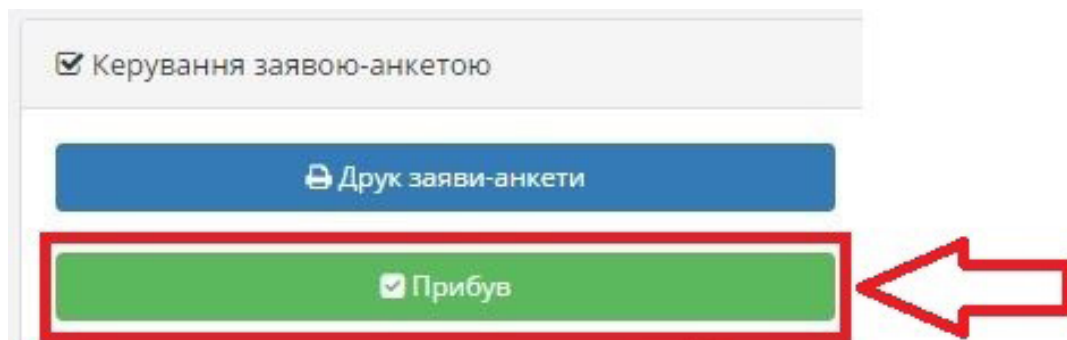 Керування заявою-анкетою
Друк заяви-анкети
Прибув